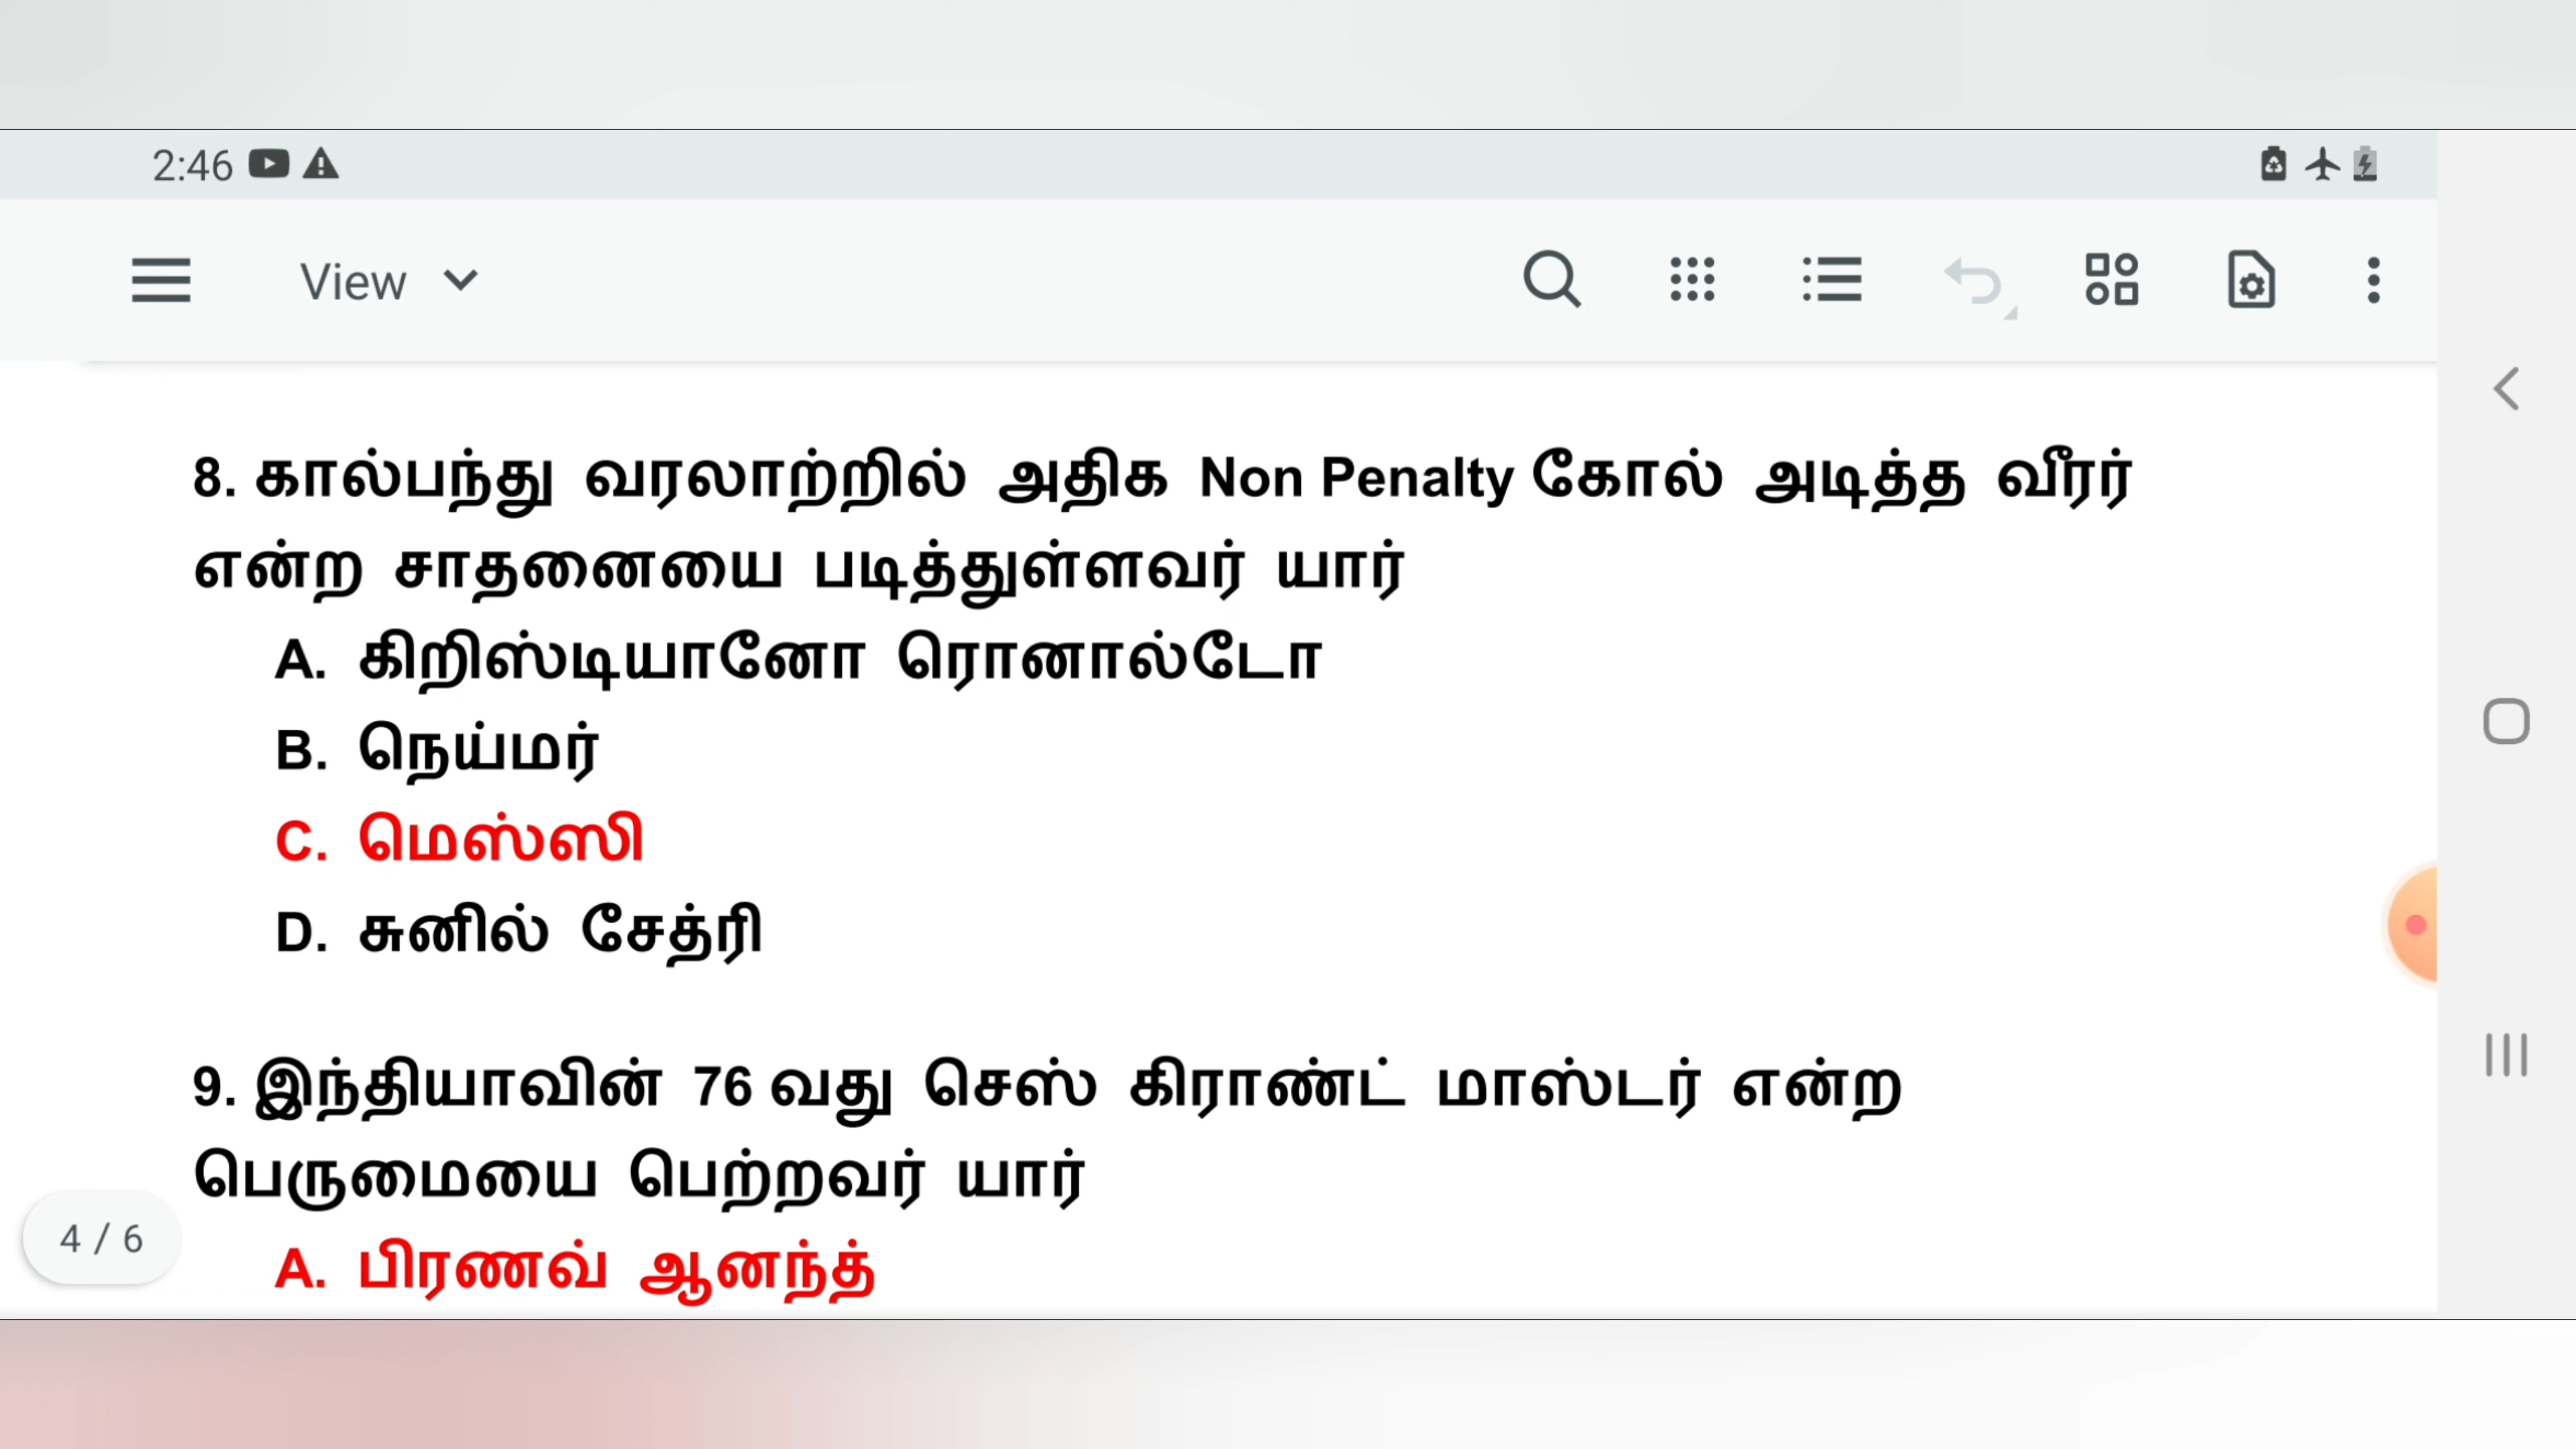 2:46
View
8. கால்பந்து வரலாற்றில் அதிக Non Penalty கோல் அடித்த வீரர்
என்ற சாதனையை படித்துள்ளவர் யார்
A. கிறிஸ்டியானோ ரொனால்டோ
B. நெய்மர்
C. மெஸ்ஸி
D. சுனில் சேத்ரி
9. இந்தியாவின் 76 வது செஸ் கிராண்ட் மாஸ்டர் என்ற
பெருமையை பெற்றவர் யார்
4 / 6
A. பிரணவ் ஆனந்த்